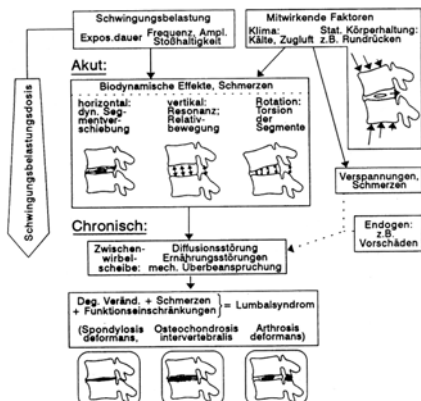 Schwingungsbelastung
Expos.dauer
Frequenz, Ampl.
Stoßhaltigkeit
Mitwirkende Faktoren
Klima:
Kälte, Zugluft
Stat. Körperhaltung:
z.B. Rundrücken
Schwingungsbelastungsdosis
Akut:
Biodynamische Effekte, Schmerzen
horizontal:
dyn. Seg-
mentver-
schiebung
vertikal:
Resonanz;
Relativ-
bewegung
Rotation:
Torsion
der
Segmente
Verspannungen,
Schmerzen
Endogen:
z.B.
Vorschäden
Chronisch:
Zwischen-
wirbel-
scheibe:
Diffusionsstörung
Ernährungsstörungen
mech. Überbeanspruchung
Deg. Veränd. + Schmerzen
+ Funktionseinschränkungen
} = Lumbalsyndrom
(Spondylosis
deformans,
Osteochondrosis
intervertebralis
Arthrosis
deformans)